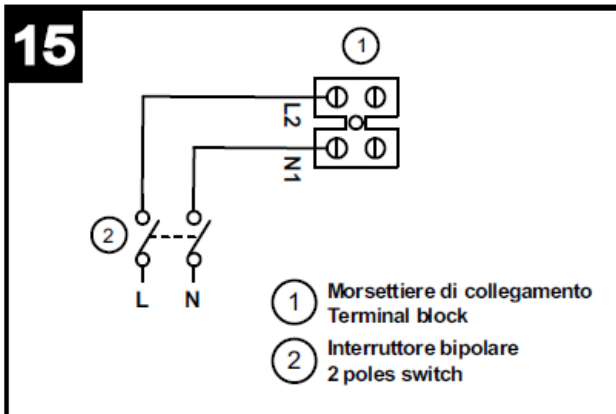 15
1
L2
N1
2
L N
1 Morsettiere di collegamento
Terminal block
2 Interruttore bipolare
2 poles switch